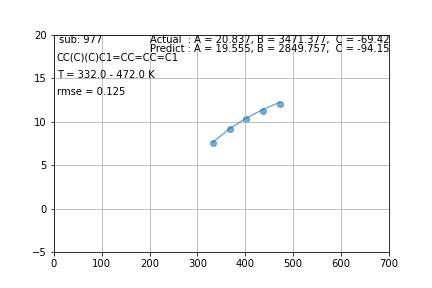 sub: 977
Actual : A = 20.837, B = 3471.377, C = -69.42
Predict : A = 19.555, B = 2849.757, C = -94.15
CC(C)(C)C1=CC=CC=C1
T = 332.0 - 472.0 K
rmse = 0.125
20
15
10
5
0
−5
0 100 200 300 400 500 600 700